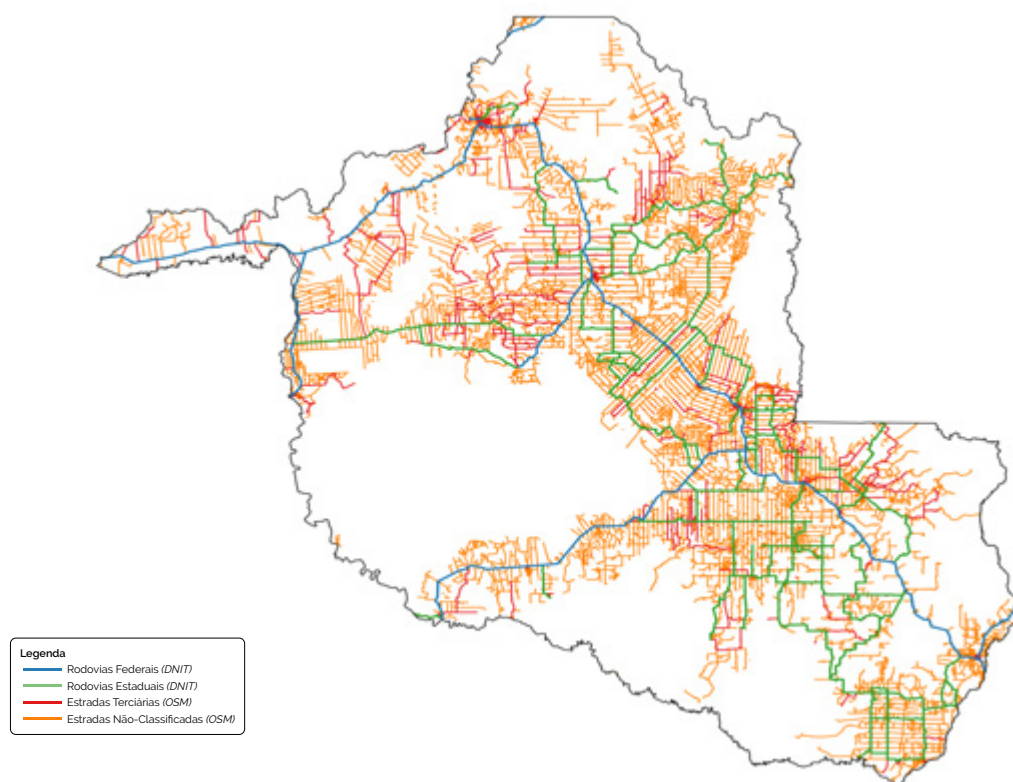 Legenda
Rodovias Federais (DNIT)
Rodovias Estaduais (DNIT)
Estradas Terciárias (OSM)
Estradas Não-Classificadas (OSM)